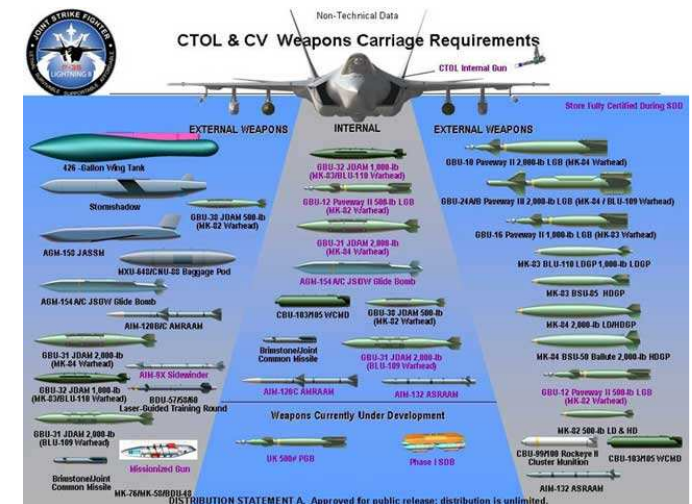 Non-Technical Data
JOINT STRIKE FIGHTER
F-35
LIGHTNING II
CTOL & CV Weapons Carriage Requirements
CTOL Internal Gun
Store Fully Certified During SDD
EXTERNAL WEAPONS
426 -Gallon Wing Tank
Stormshadow
GBU-38 JDAM 500-lb
(MK-82 Warhead)
AGM-158 JASSM
MXU-648/CNU-88 Baggage Pod
AGM-154 A/C JSOW Glide Bomb
AIM-120B/C AMRAAM
GBU-31 JDAM 2,000-lb
(MK-84 Warhead)
AIM-9X Sidewinder
GBU-32 JDAM 1,000-lb
(MK-83/BLU-110 Warhead)
BDU-57/58/60
Laser-Guided Training Round
GBU-31 JDAM 2,000-lb
(BLU-109 Warhead)
Missionized Gun
Brimstone/Joint
Common Missile
MK-76/MK-58/BDU-48
INTERNAL
GBU-32 JDAM 1,000-lb
(MK-83/BLU-110 Warhead)
GBU-12 Paveway II 500-lb LGB
(MK-82 Warhead)
GBU-31 JDAM 2,000-lb
(MK-84 Warhead)
AGM-154 A/C JSOW Glide Bomb
CBU-103/105 WCMD
GBU-38 JDAM 500-lb
(MK-82 Warhead)
Brimstone/Joint
Common Missile
GBU-31 JDAM 2,000-lb
(BLU-109 Warhead)
AIM-120C AMRAAM
AIM-132 ASRAAM
Weapons Currently Under Development
UK 500# PGB
Phase I SDB
EXTERNAL WEAPONS
GBU-10 Paveway II 2,000-lb LGB (MK-84 Warhead)
GBU-24A/B Paveway III 2,000-lb LGB (MK-84 / BLU-109 Warhead)
GBU-16 Paveway II 1,000-lb LGB (MK-83 Warhead)
MK-83 BLU-110 LDGP 1,000-lb LDGP
MK-83 BSU-85 HDGP
MK-84 2,000-lb LD/HDGP
MK-84 BSU-50 Ballute 2,000-lb HDGP
GBU-12 Paveway II 500-lb LGB
(MK-82 Warhead)
MK-82 500-lb LD & HD
CBU-99/100 Rockeye II
Cluster Munition
CBU-103/105 WCMD
AIM-132 ASRAAM
DISTRIBUTION STATEMENT A. Approved for public release; distribution is unlimited.